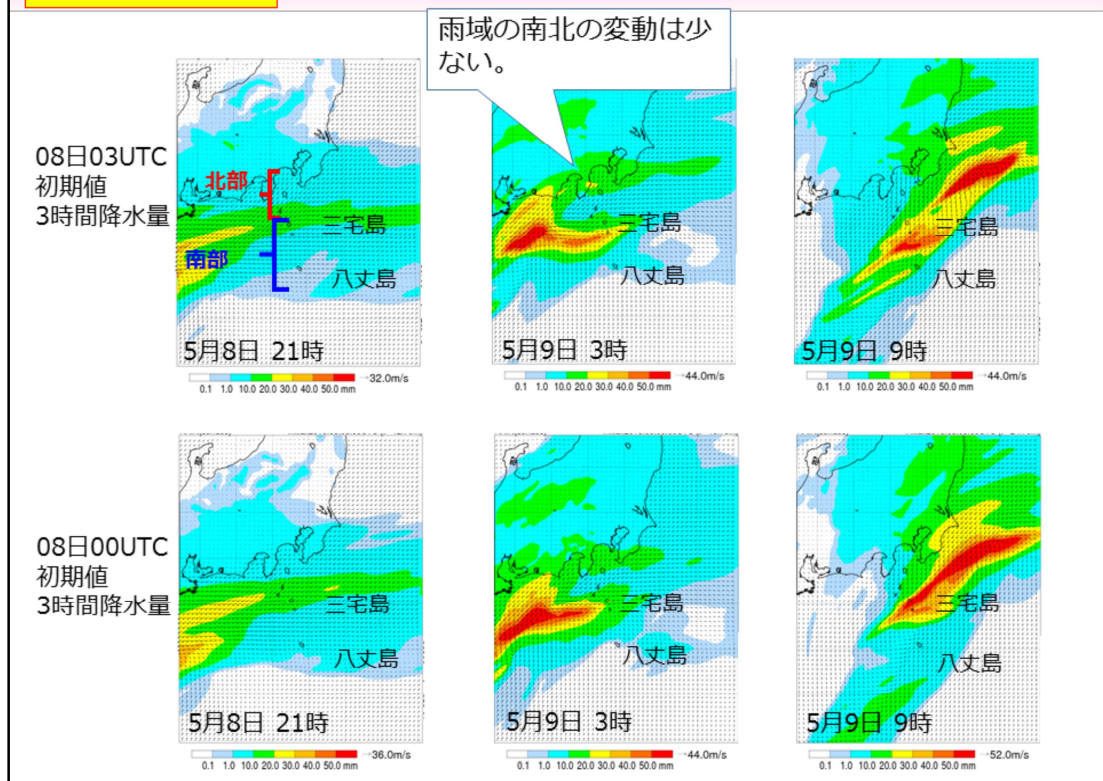 雨域の南北の変動は少
ない。
08日03UTC
初期値
3時間降水量
北部
南部
三宅島
八丈島
5月8日 21時
0.1 1.0 10.0 20.0 30.0 40.0 50.0 mm
→32.0m/s
三宅島
八丈島
5月9日 3時
0.1 1.0 10.0 20.0 30.0 40.0 50.0 mm
→44.0m/s
三宅島
八丈島
5月9日 9時
0.1 1.0 10.0 20.0 30.0 40.0 50.0 mm
→44.0m/s
08日00UTC
初期値
3時間降水量
三宅島
八丈島
5月8日 21時
0.1 1.0 10.0 20.0 30.0 40.0 50.0 mm
→36.0m/s
三宅島
八丈島
5月9日 3時
0.1 1.0 10.0 20.0 30.0 40.0 50.0 mm
→44.0m/s
三宅島
八丈島
5月9日 9時
0.1 1.0 10.0 20.0 30.0 40.0 50.0 mm
→52.0m/s